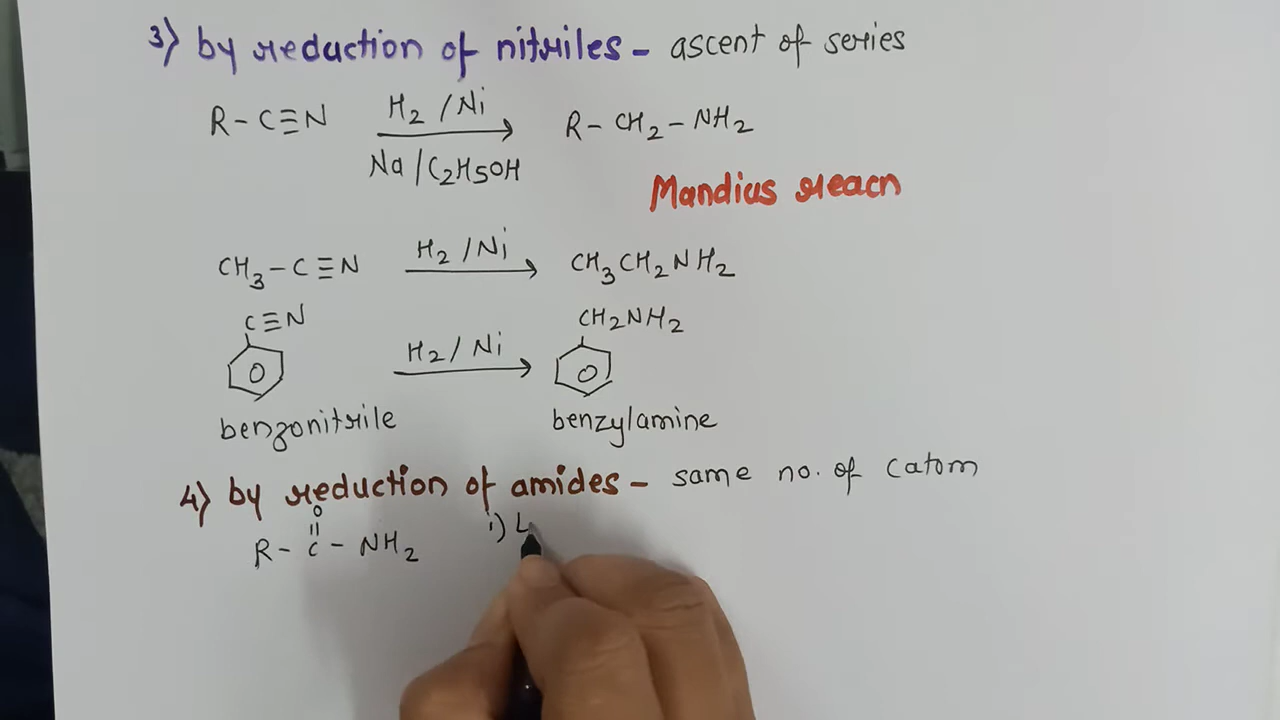 3) by reduction of nitriles - ascent of series
R - C≡N H2 / Ni R - CH2 - NH2
Na / C2H5OH
Mandius reacn
CH3 - C≡N H2 / Ni CH3CH2NH2
C≡N CH2NH2
H2 / Ni
benzonitrile benzylamine
4) by reduction of amides - same no. of C atom
O
R - C - NH2 i) L